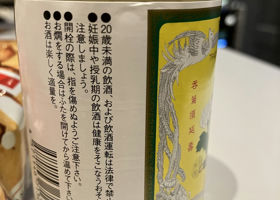 ●20歳未満の飲酒、および飲酒運転は法律で禁
●妊娠中や授乳期の飲酒は健康をそこなうおそ
注意しましょう。
●開栓の際は、指を傷めぬようご注意下さい。
●お燗をする場合はふたを開けてから温めて下さい
●お酒は楽しく適量を。